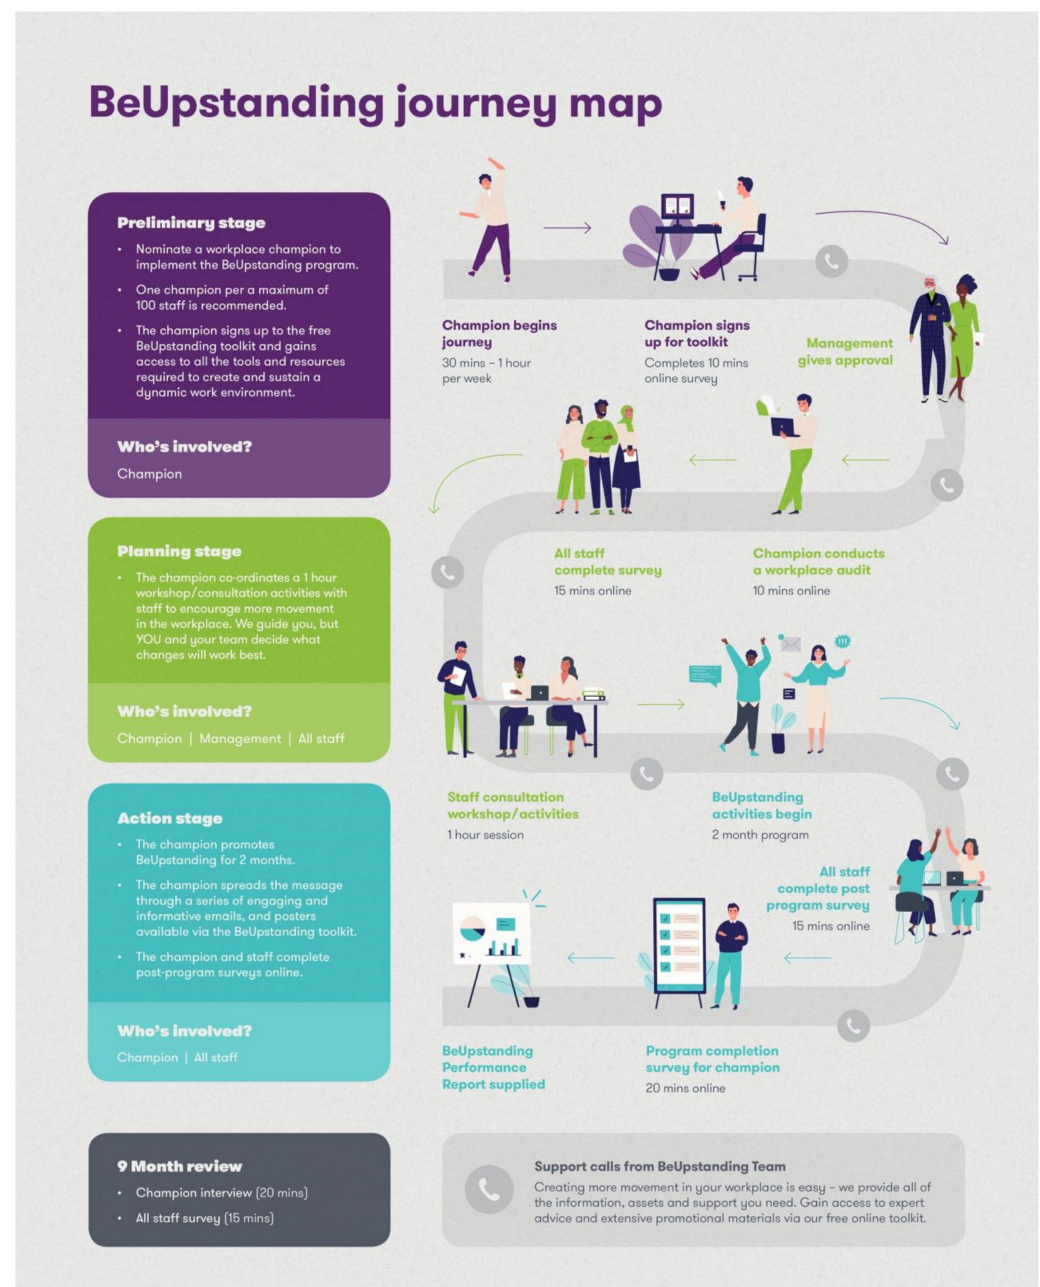 BeUpstanding journey map
Preliminary stage
• Nominate a workplace champion to
implement the BeUpstanding program.
• One champion per a maximum of
100 staff is recommended.
• The champion signs up to the free
BeUpstanding toolkit and gains
access to all the tools and resources
required to create and sustain a
dynamic work environment.
Who's involved?
Champion
Planning stage
• The champion co-ordinates a 1 hour
workshop/consultation activities with
staff to encourage more movement
in the workplace. We guide you, but
YOU and your team decide what
changes will work best.
Who's involved?
Champion | Management | All staff
Action stage
• The champion promotes
BeUpstanding for 2 months.
• The champion spreads the message
through a series of engaging and
informative emails, and posters
available via the BeUpstanding toolkit.
• The champion and staff complete
post-program surveys online.
Who's involved?
Champion | All staff
9 Month review
• Champion interview (20 mins)
• All staff survey (15 mins)
Champion begins
journey
30 mins – 1 hour
per week
Champion signs
up for toolkit
Completes 10 mins
online survey
Management
gives approval
Champion conducts
a workplace audit
10 mins online
All staff
complete survey
15 mins online
Staff consultation
workshop/activities
1 hour session
BeUpstanding
activities begin
2 month program
All staff
complete post
program survey
15 mins online
Program completion
survey for champion
20 mins online
BeUpstanding
Performance
Report supplied
Support calls from BeUpstanding Team
Creating more movement in your workplace is easy – we provide all of
the information, assets and support you need. Gain access to expert
advice and extensive promotional materials via our free online toolkit.